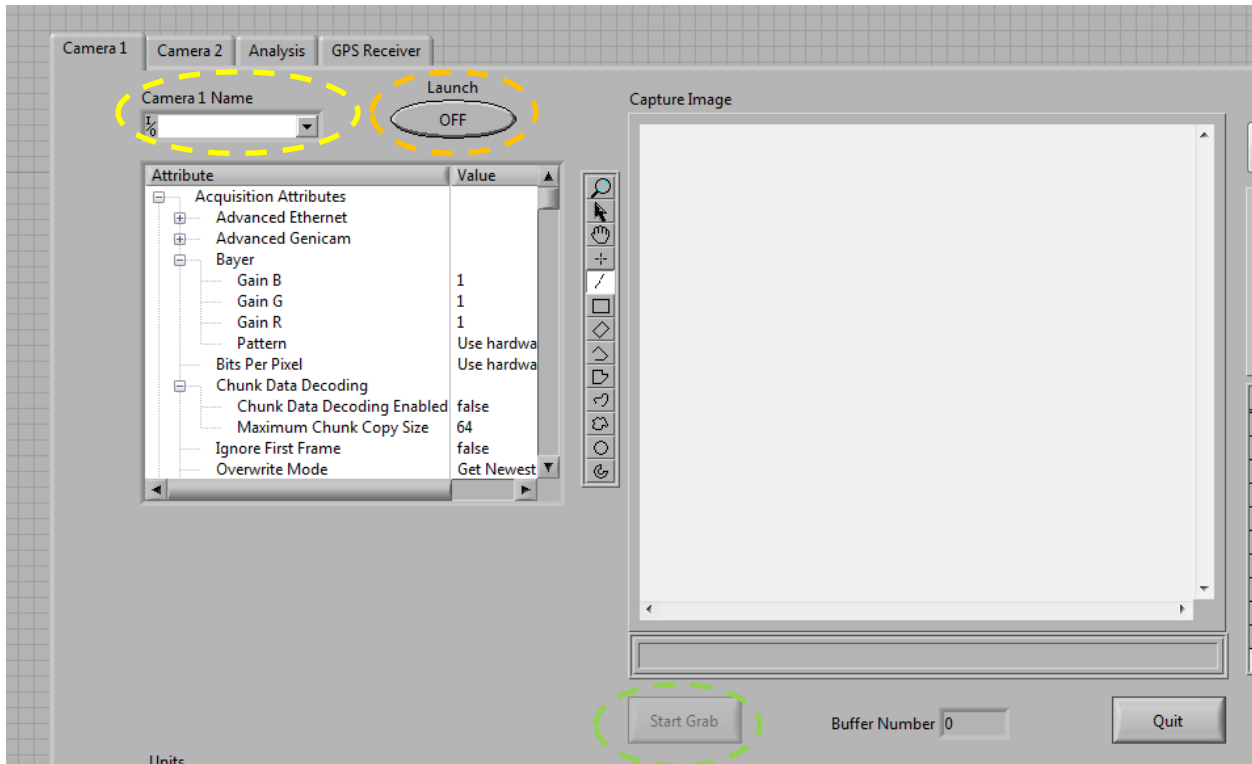 Camera 1 Camera 2 Analysis GPS Receiver
Camera 1 Name
Launch
OFF
Capture Image
Attribute Value
Acquisition Attributes
Advanced Ethernet
Advanced Genicam
Bayer
Gain B 1
Gain G 1
Gain R 1
Pattern Use hardwa
Bits Per Pixel Use hardwa
Chunk Data Decoding
Chunk Data Decoding Enabled false
Maximum Chunk Copy Size 64
Ignore First Frame false
Overwrite Mode Get Newest
Start Grab
Buffer Number 0
Quit
Units